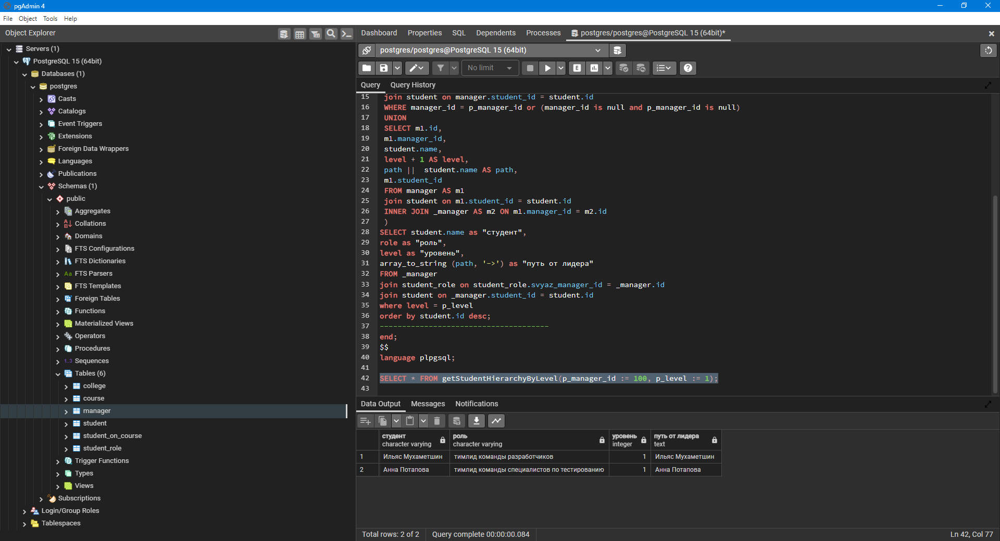 pgAdmin 4
File Object Tools Help
Object Explorer
Servers (1)
PostgreSQL 15 (64bit)
Databases (1)
postgres
Casts
Catalogs
Event Triggers
Extensions
Foreign Data Wrappers
Languages
Publications
Schemas (1)
public
Aggregates
Collations
Domains
FTS Configurations
FTS Dictionaries
FTS Parsers
FTS Templates
Foreign Tables
Functions
Materialized Views
Operators
Procedures
Sequences
Tables (6)
college
course
manager
student
student_on_course
student_role
Trigger Functions
Types
Views
Subscriptions
Login/Group Roles
Tablespaces
Dashboard Properties SQL Dependents Processes postgres/postgres@PostgreSQL 15 (64bit)*
postgres/postgres@PostgreSQL 15 (64bit)
No limit
Query Query History
15 join student on manager.student_id = student.id
16 WHERE manager_id = p_manager_id or (manager_id is null and p_manager_id is null)
17 UNION
18 SELECT m1.id,
19 m1.manager_id,
20 student.name,
21 level + 1 AS level,
22 path || student.name AS path,
23 m1.student_id
24 FROM manager AS m1
25 join student on m1.student_id = student.id
26 INNER JOIN _manager AS m2 ON m1.manager_id = m2.id
27 )
28 SELECT student.name as "студент",
29 role as "роль",
30 level as "уровень",
31 array_to_string (path, '->') as "путь от лидера"
32 FROM _manager
33 join student_role on student_role.svyaz_manager_id = _manager.id
34 join student on _manager.student_id = student.id
35 where level = p_level
36 order by student.id desc;
37 --------------------------------------
38 end;
39 $$
40 language plpgsql;
41
42 SELECT * FROM getStudentHierarchyByLevel(p_manager_id := 100, p_level := 1);
43
Data Output Messages Notifications
студент роль уровень путь от лидера
character varying character varying integer text
1 Ильяс Мухаметшин тимлид команды разработчиков 1 Ильяс Мухаметшин
2 Анна Потапова тимлид команды специалистов по тестированию 1 Анна Потапова
Total rows: 2 of 2 Query complete 00:00:00.084 Ln 42, Col 77